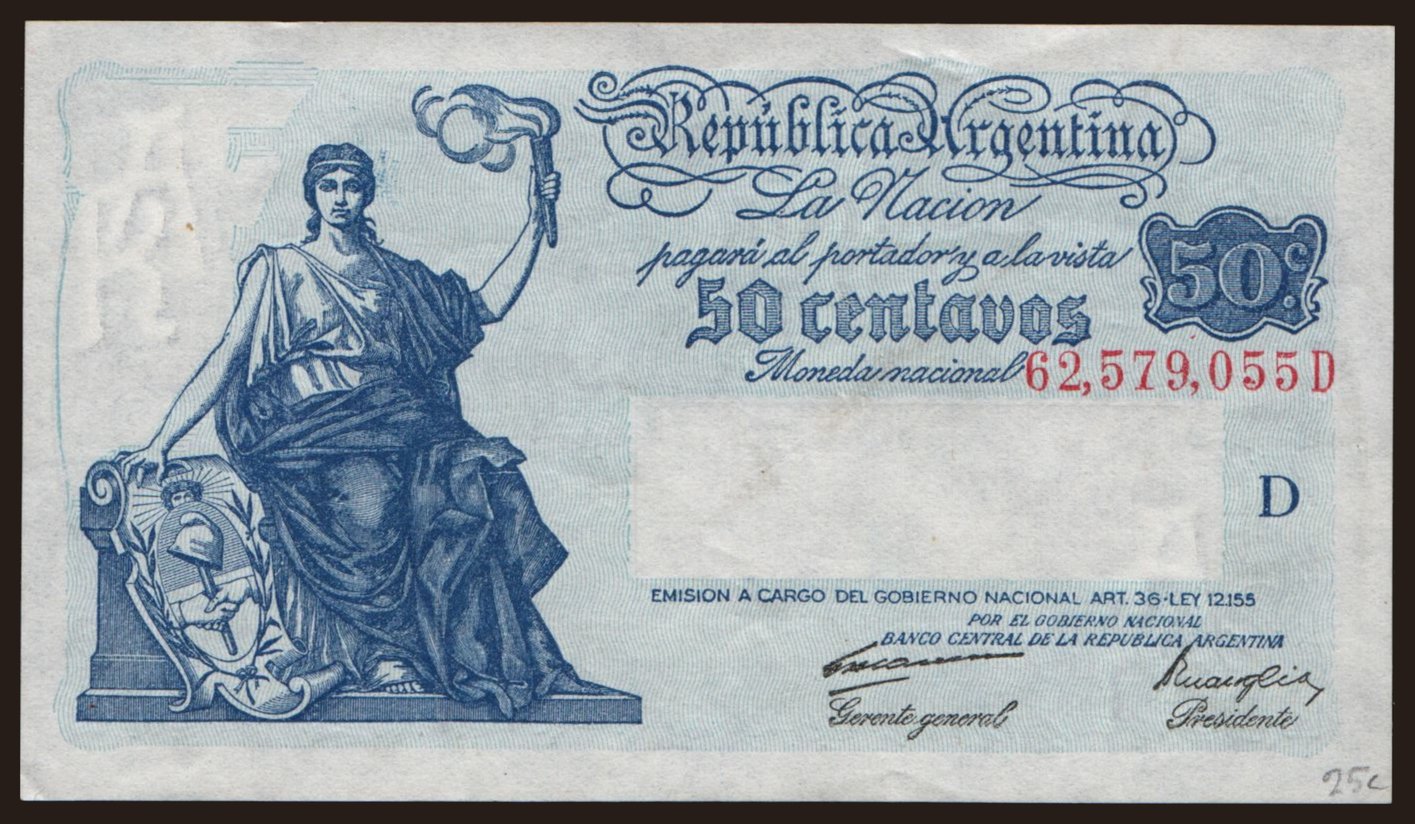 República Argentina
La Nacion
pagará al portador y a la vista
50 centavos
50c.
Moneda nacional
62,579,055D
D
EMISION A CARGO DEL GOBIERNO NACIONAL ART. 36-LEY 12.155
POR EL GOBIERNO NACIONAL
BANCO CENTRAL DE LA REPUBLICA ARGENTINA
Gerente general
Presidente
25c